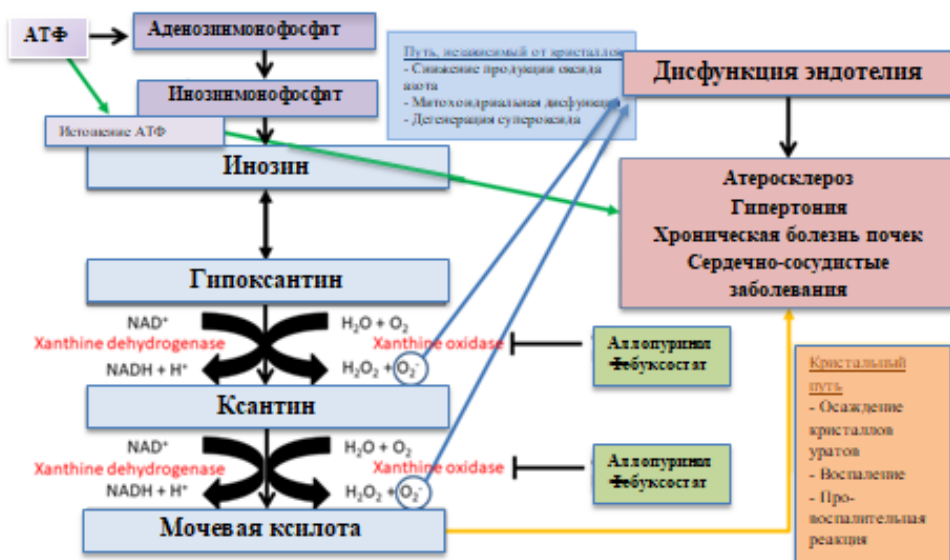 АТФ
Аденозинмонофосфат
Инозинмонофосфат
Истощение АТФ
Инозин
Гипоксантин
NAD⁺
Xanthine dehydrogenase
NADH + H⁺
H₂O + O₂
Xanthine oxidase
H₂O₂ + O₂⁻
Ксантин
NAD⁺
Xanthine dehydrogenase
NADH + H⁺
H₂O + O₂
Xanthine oxidase
H₂O₂ + O₂⁻
Мочевая ксилота
Путь, независимый от кристаллов
- Снижение продукции оксида
азота
- Митохондриальная дисфункция
- Дегенерация супероксида
Дисфункция эндотелия
Атеросклероз
Гипертония
Хроническая болезнь почек
Сердечно-сосудистые
заболевания
Аллопуринол
Фебуксостат
Аллопуринол
Фебуксостат
Кристальный
путь
- Осаждение
кристаллов
уратов
- Воспаление
- Про-
воспалительная
реакция